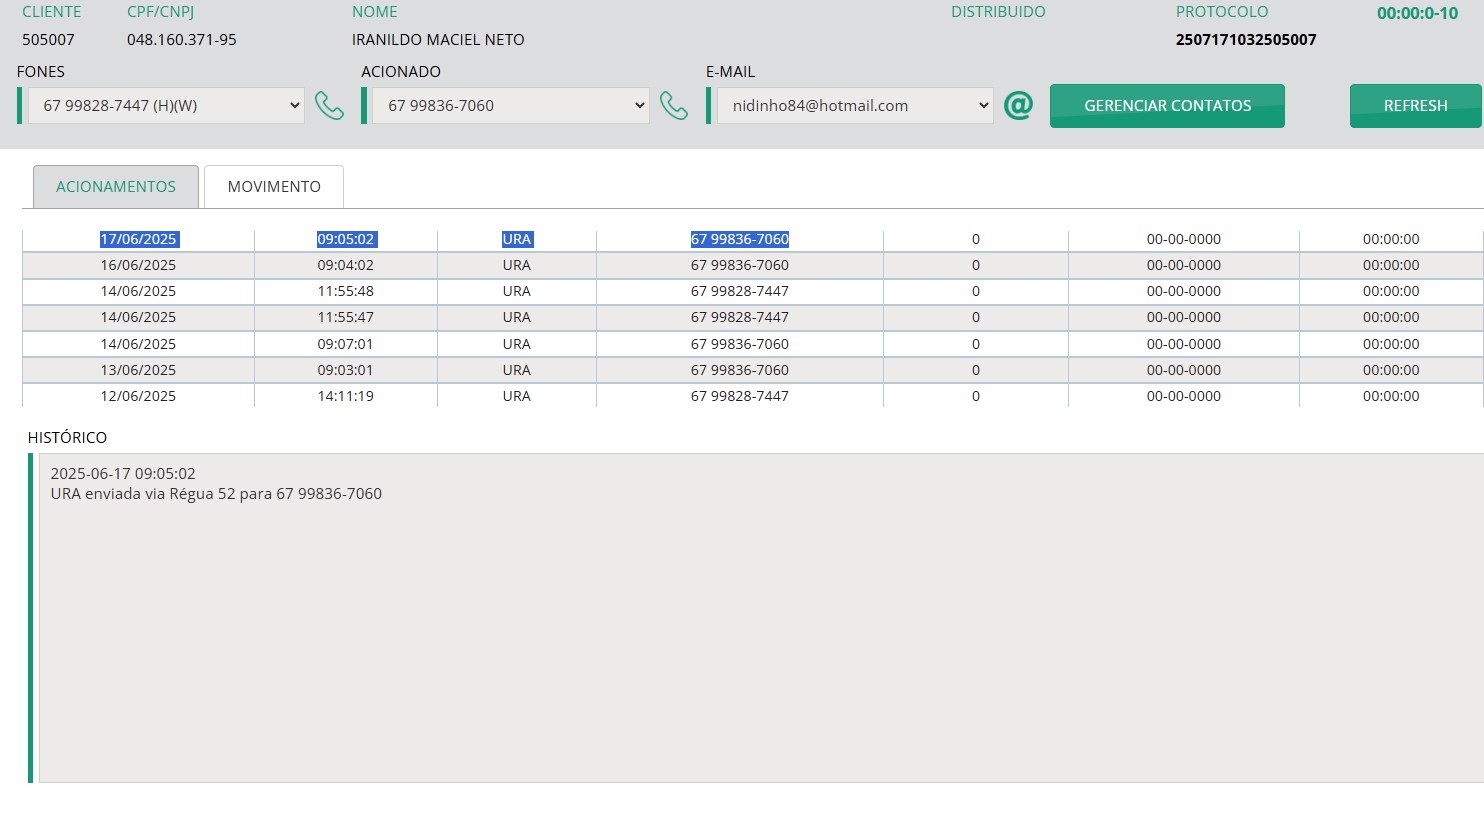 CLIENTE CPF/CNPJ NOME DISTRIBUIDO PROTOCOLO 00:00:0-10
505007 048.160.371-95 IRANILDO MACIEL NETO 2507171032505007
FONES ACIONADO E-MAIL
67 99828-7447 (H)(W) 67 99836-7060 nidinho84@hotmail.com @ GERENCIAR CONTATOS REFRESH
ACIONAMENTOS MOVIMENTO
17/06/2025 09:05:02 URA 67 99836-7060 0 00-00-0000 00:00:00
16/06/2025 09:04:02 URA 67 99836-7060 0 00-00-0000 00:00:00
14/06/2025 11:55:48 URA 67 99828-7447 0 00-00-0000 00:00:00
14/06/2025 11:55:47 URA 67 99828-7447 0 00-00-0000 00:00:00
14/06/2025 09:07:01 URA 67 99836-7060 0 00-00-0000 00:00:00
13/06/2025 09:03:01 URA 67 99836-7060 0 00-00-0000 00:00:00
12/06/2025 14:11:19 URA 67 99828-7447 0 00-00-0000 00:00:00
HISTÓRICO
2025-06-17 09:05:02
URA enviada via Régua 52 para 67 99836-7060